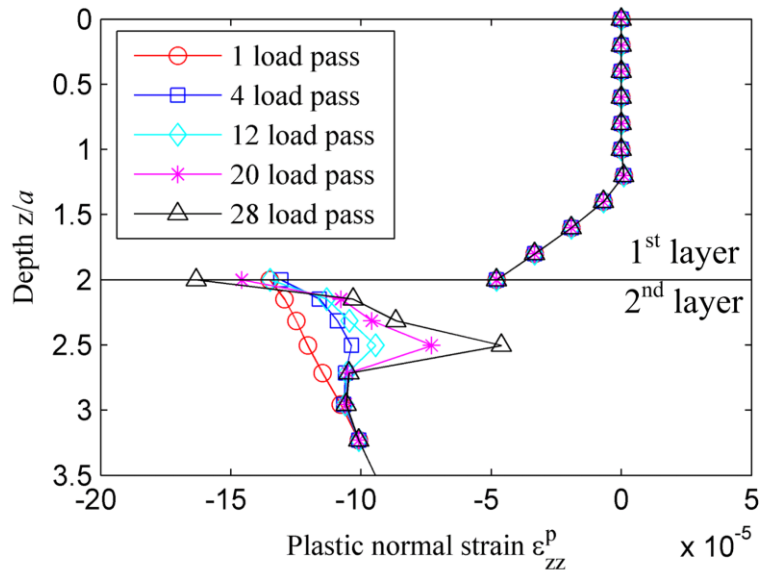 0
0.5
1
1.5
2
2.5
3
3.5
Depth z/a
1 load pass
4 load pass
12 load pass
20 load pass
28 load pass
1st layer
2nd layer
-20
-15
-10
-5
0
5
Plastic normal strain ε^p_zz
x 10^-5